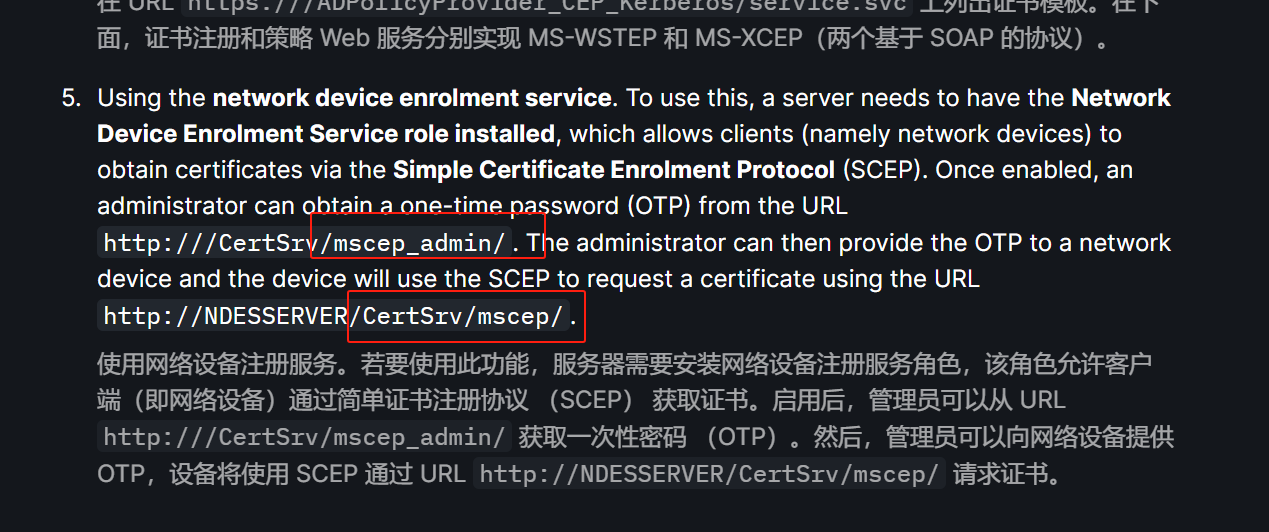 在 URL https:///ADPolicyProvider_CEP_Kerberos/service.svc 上列出证书模板。在下
面，证书注册和策略 Web 服务分别实现 MS-WSTEP 和 MS-XCEP（两个基于 SOAP 的协议）。
5. Using the network device enrolment service. To use this, a server needs to have the Network
Device Enrolment Service role installed, which allows clients (namely network devices) to
obtain certificates via the Simple Certificate Enrolment Protocol (SCEP). Once enabled, an
administrator can obtain a one-time password (OTP) from the URL
http:///CertSrv/mscep_admin/. The administrator can then provide the OTP to a network
device and the device will use the SCEP to request a certificate using the URL
http://NDESSERVER/CertSrv/mscep/.
使用网络设备注册服务。若要使用此功能，服务器需要安装网络设备注册服务角色，该角色允许客户
端（即网络设备）通过简单证书注册协议 （SCEP） 获取证书。启用后，管理员可以从 URL
http:///CertSrv/mscep_admin/ 获取一次性密码 （OTP）。然后，管理员可以向网络设备提供
OTP，设备将使用 SCEP 通过 URL http://NDESSERVER/CertSrv/mscep/ 请求证书。